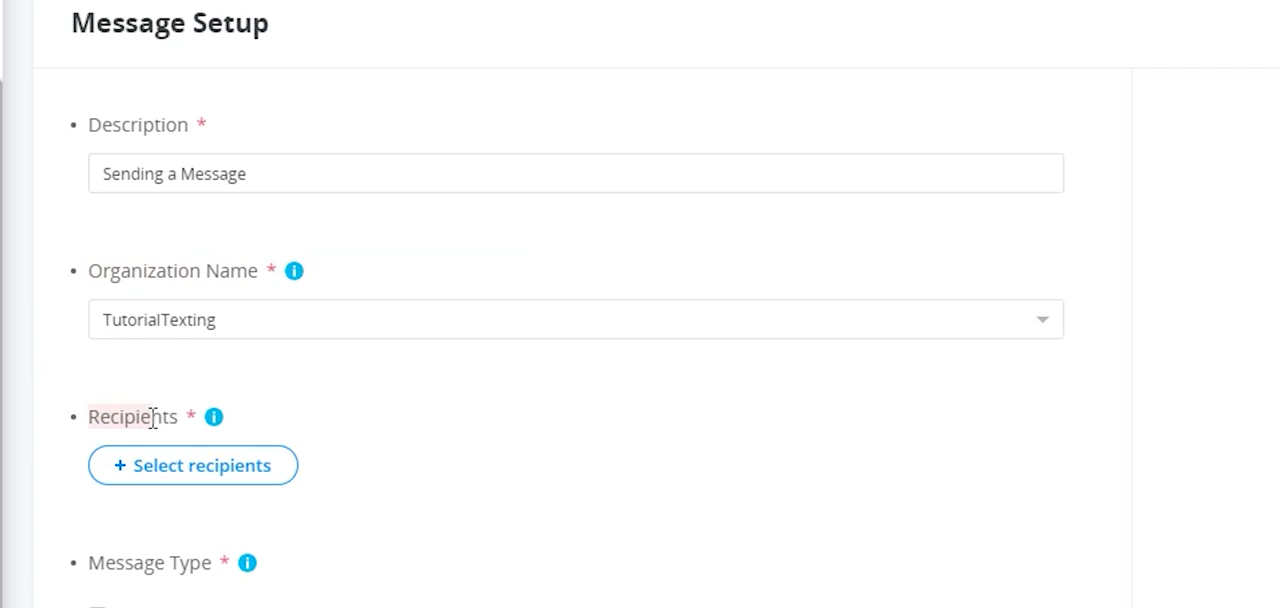 Message Setup
• Description *
Sending a Message
• Organization Name * i
TutorialTexting
• Recipients * i
+ Select recipients
• Message Type * i